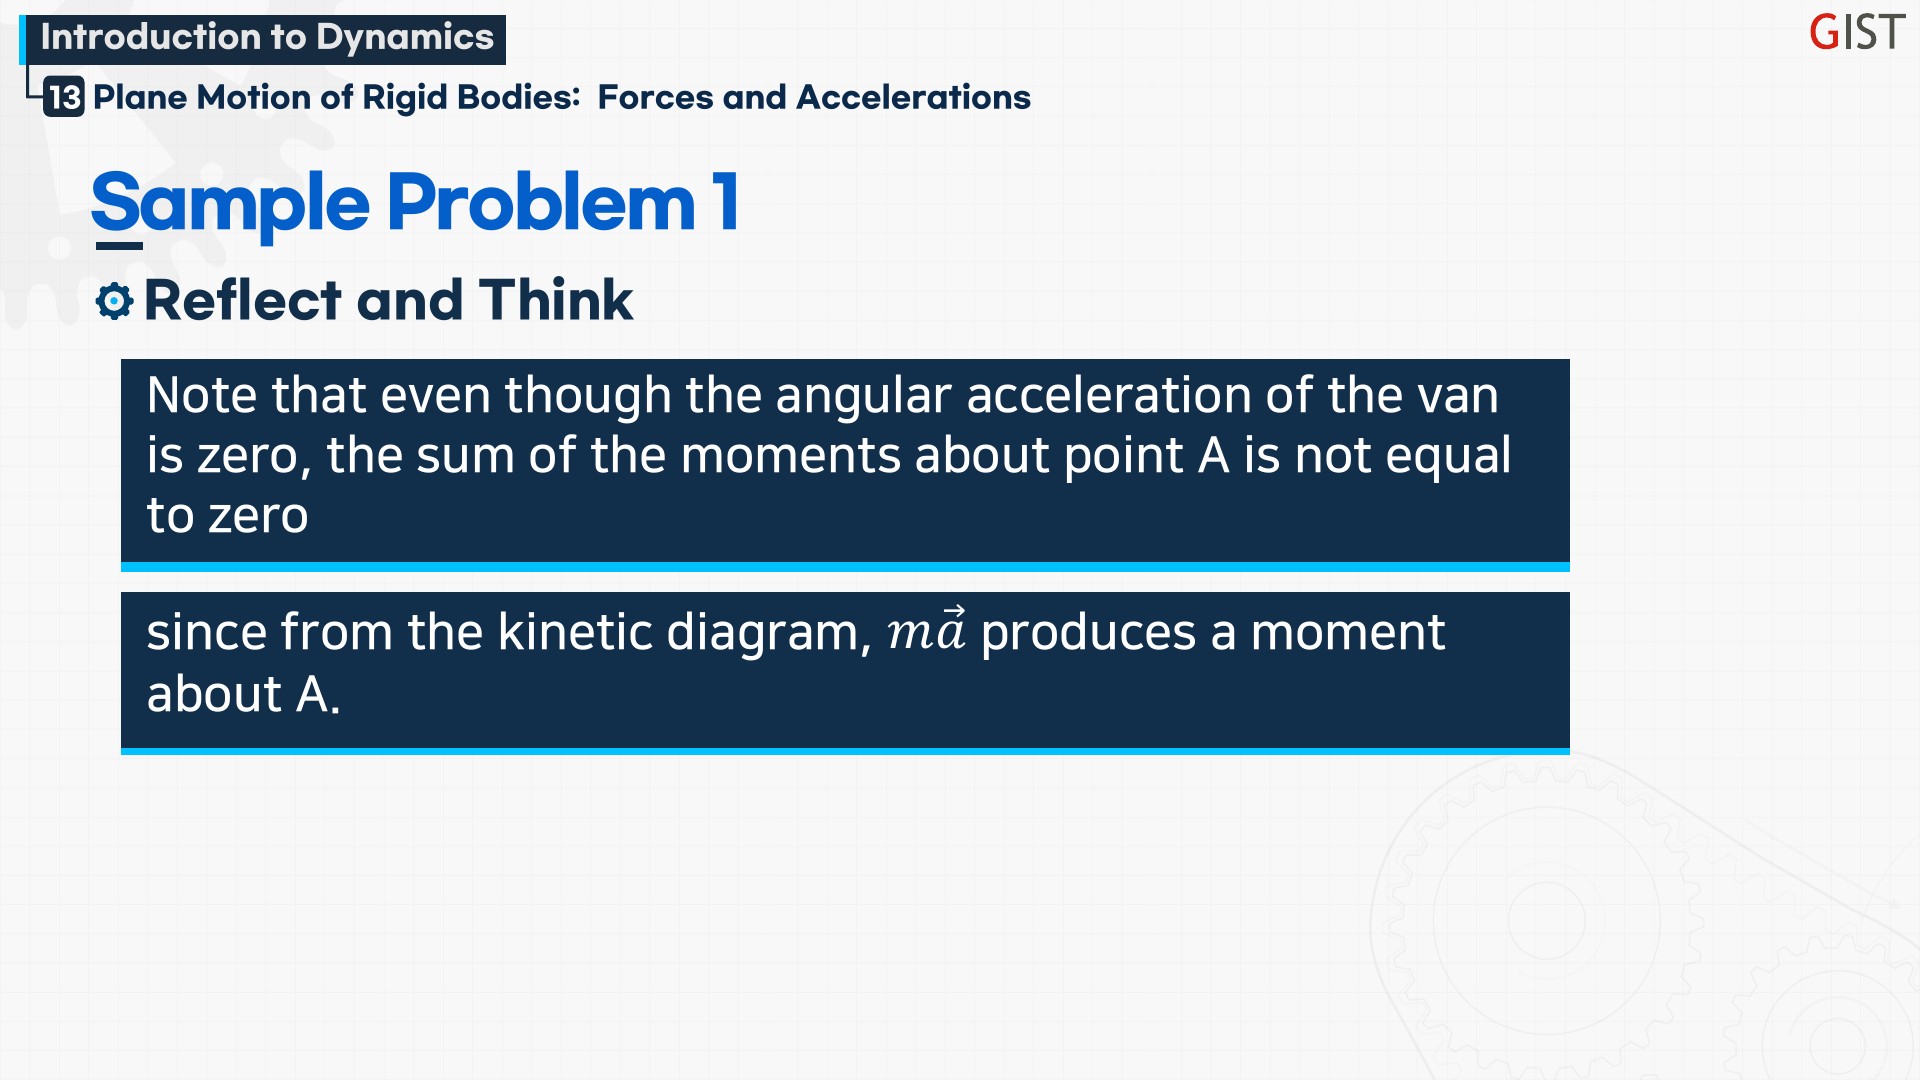 Introduction to Dynamics
GIST
13 Plane Motion of Rigid Bodies: Forces and Accelerations
Sample Problem 1
Reflect and Think
Note that even though the angular acceleration of the van
is zero, the sum of the moments about point A is not equal
to zero
since from the kinetic diagram, $m\vec{a}$ produces a moment
about A.